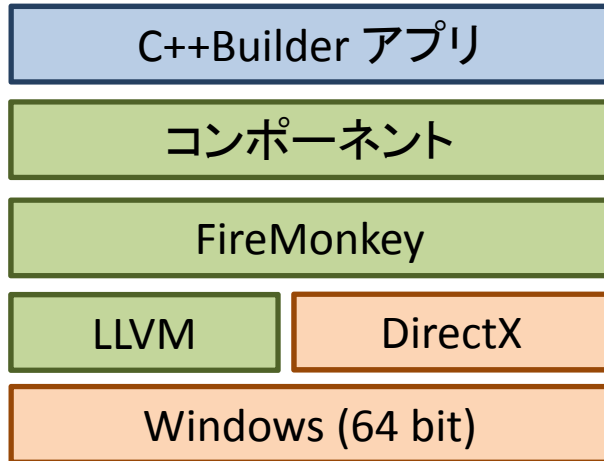 C++Builder アプリ
コンポーネント
FireMonkey
LLVM
DirectX
Windows (64 bit)